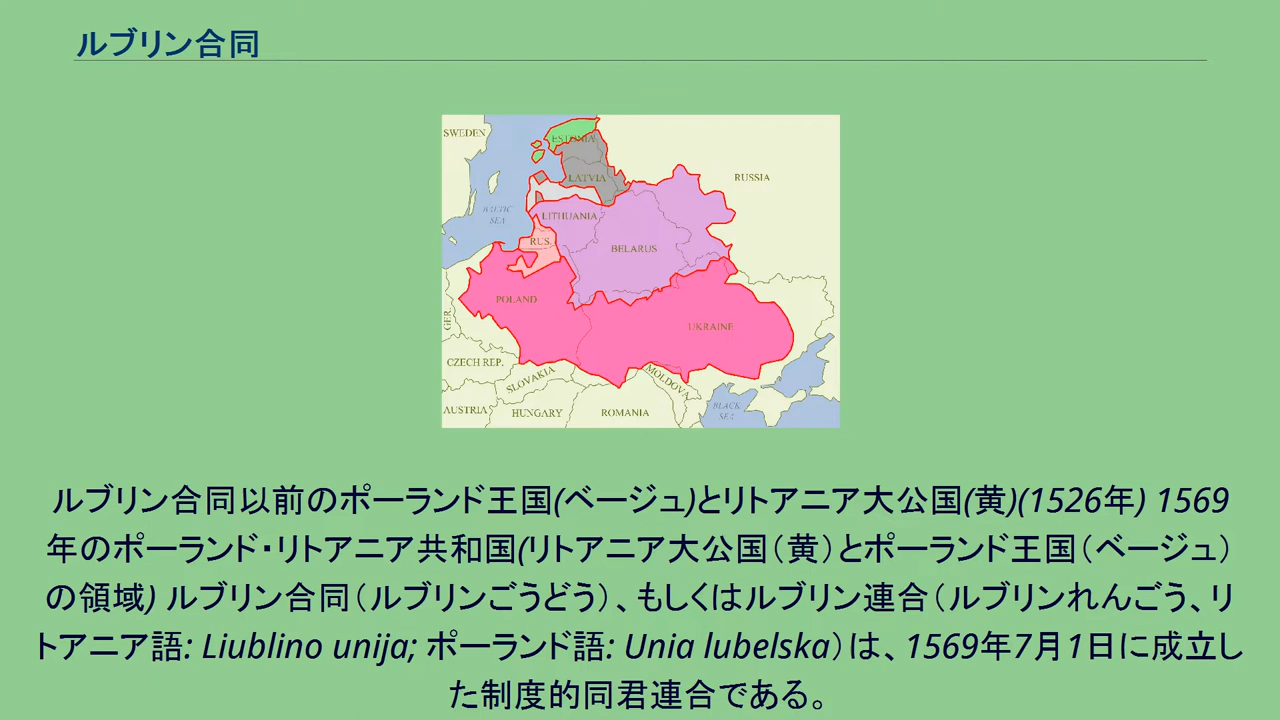 ルブリン合同
SWEDEN
ESTONIA
LATVIA
RUSSIA
BALTIC
SEA
LITHUANIA
RUS.
BELARUS
POLAND
UKRAINE
GER.
CZECH REP.
SLOVAKIA
MOLDOVA
AUSTRIA
HUNGARY
ROMANIA
BLACK
SEA
ルブリン合同以前のポーランド王国(ベージュ)とリトアニア大公国(黄)(1526年) 1569
年のポーランド・リトアニア共和国(リトアニア大公国（黄）とポーランド王国（ベージュ）
の領域) ルブリン合同（ルブリンごうどう）、もしくはルブリン連合（ルブリンれんごう、リ
トアニア語: Liublino unija; ポーランド語: Unia lubelska）は、1569年7月1日に成立し
た制度的同君連合である。